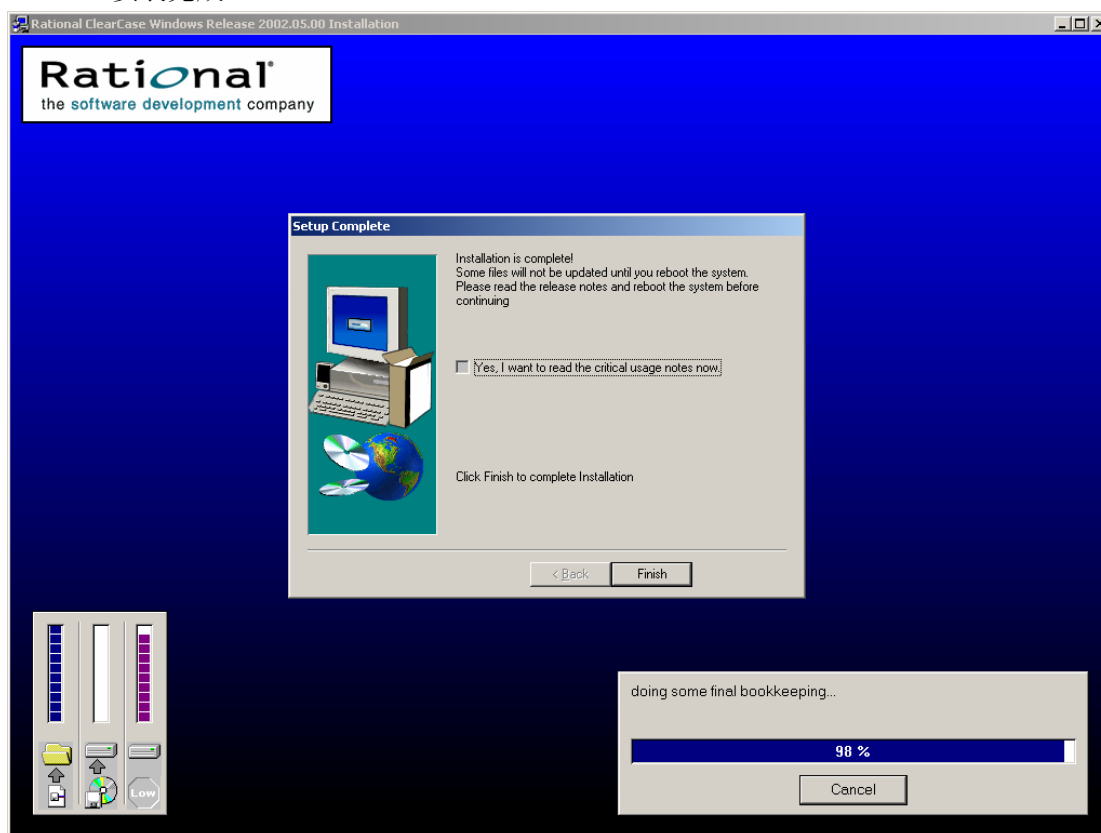 Rational ClearCase Windows Release 2002.05.00 Installation
Rational
the software development company
Setup Complete
Installation is complete!
Some files will not be updated until you reboot the system.
Please read the release notes and reboot the system before
continuing
Yes, I want to read the critical usage notes now.
Click Finish to complete Installation
< Back
Finish
doing some final bookkeeping...
98 %
Cancel
Low